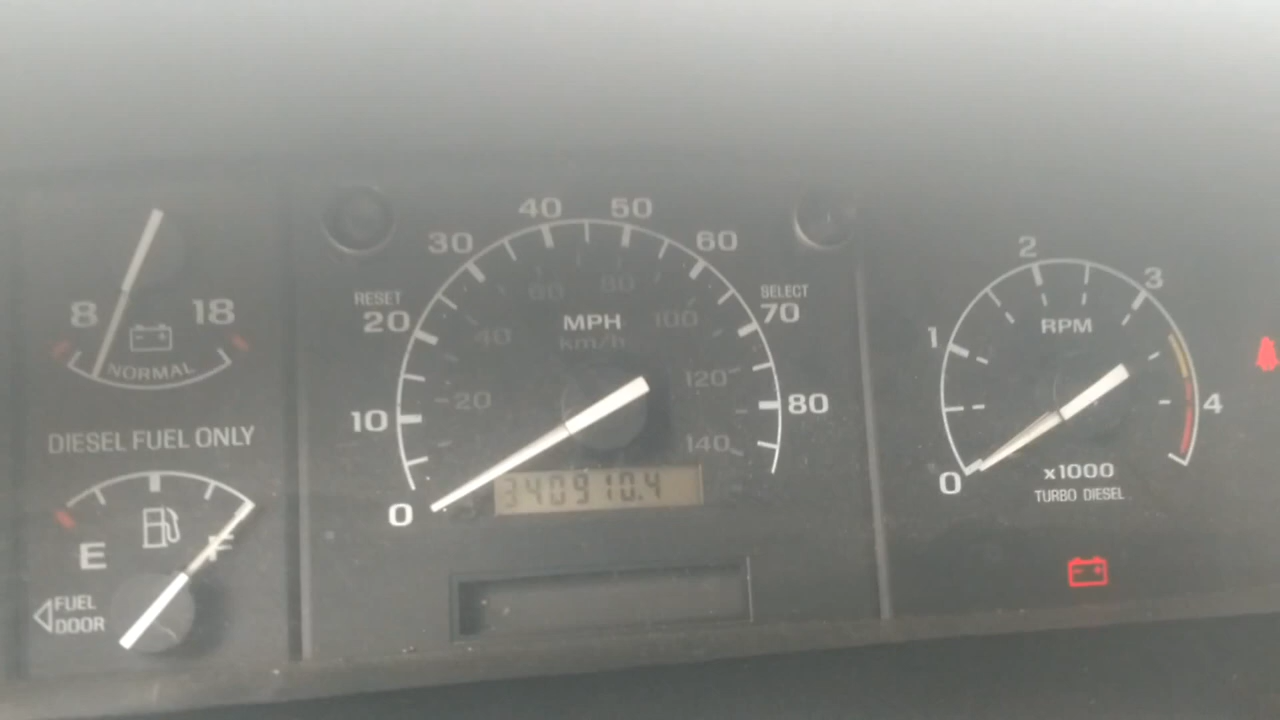 8 18
NORMAL
DIESEL FUEL ONLY
E F
FUEL
DOOR
RESET
SELECT
0 10 20 30 40 50 60 70 80
MPH
km/h
20 40 60 80 100 120 140
340910.4
0 1 2 3 4
RPM
x1000
TURBO DIESEL